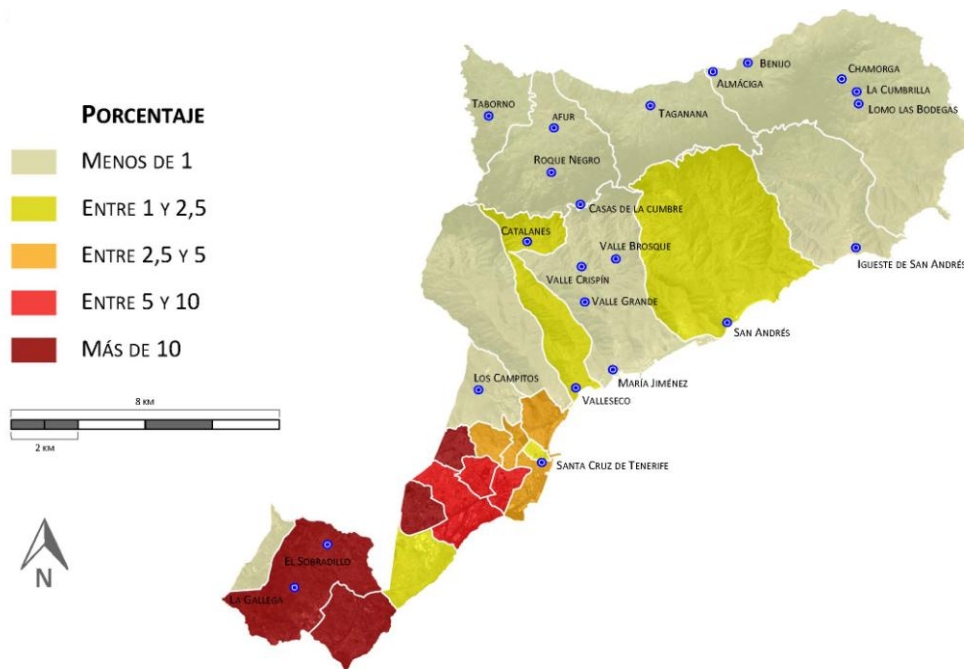 PORCENTAJE
MENOS DE 1
ENTRE 1 Y 2,5
ENTRE 2,5 Y 5
ENTRE 5 Y 10
MÁS DE 10
8 KM
2 KM
N
BENIJO
ALMÁCIGA
CHAMORGA
LA CUMBRILLA
LOMO LAS BODEGAS
TABORNO
TAGANANA
AFUR
ROQUE NEGRO
CASAS DE LA CUMBRE
CATALANES
VALLE BROSQUE
IGUESTE DE SAN ANDRÉS
VALLE CRISPÍN
VALLE GRANDE
SAN ANDRÉS
MARÍA JIMÉNEZ
LOS CAMPITOS
VALLESECO
SANTA CRUZ DE TENERIFE
EL SOBRADILLO
LA GALLEGA